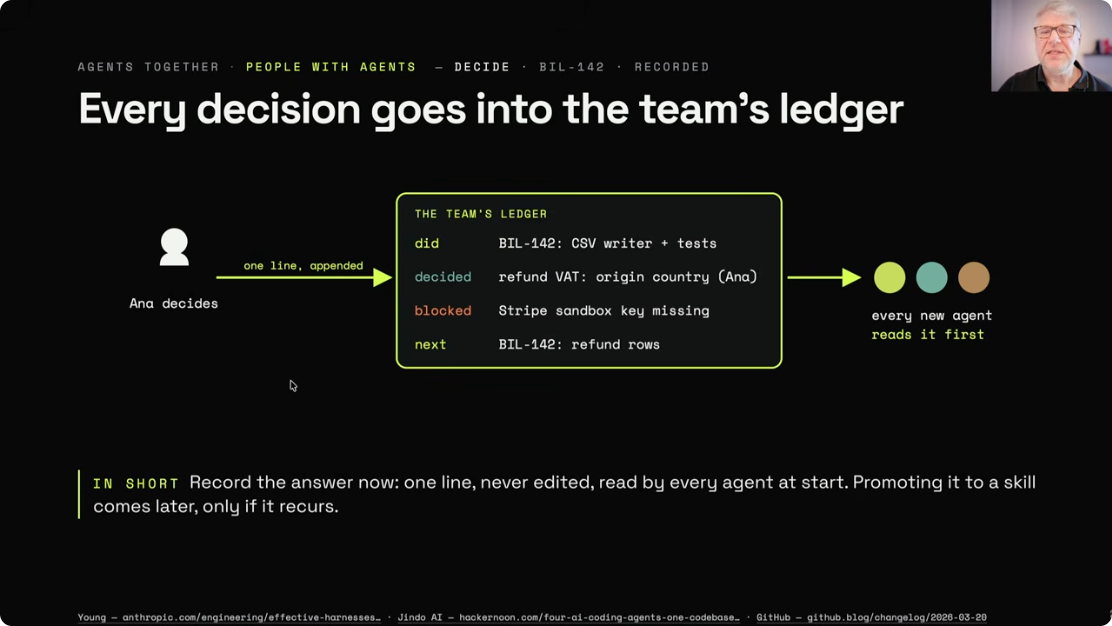 AGENTS TOGETHER · PEOPLE WITH AGENTS — DECIDE · BIL-142 · RECORDED
Every decision goes into the team's ledger
Ana decides
one line, appended
THE TEAM'S LEDGER
did BIL-142: CSV writer + tests
decided refund VAT: origin country (Ana)
blocked Stripe sandbox key missing
next BIL-142: refund rows
every new agent
reads it first
IN SHORT Record the answer now: one line, never edited, read by every agent at start. Promoting it to a skill
comes later, only if it recurs.
Young — anthropic.com/engineering/effective-harnesses… · Jindo AI — hackernoon.com/four-ai-coding-agents-one-codebase… · GitHub — github.blog/changelog/2026-03-20